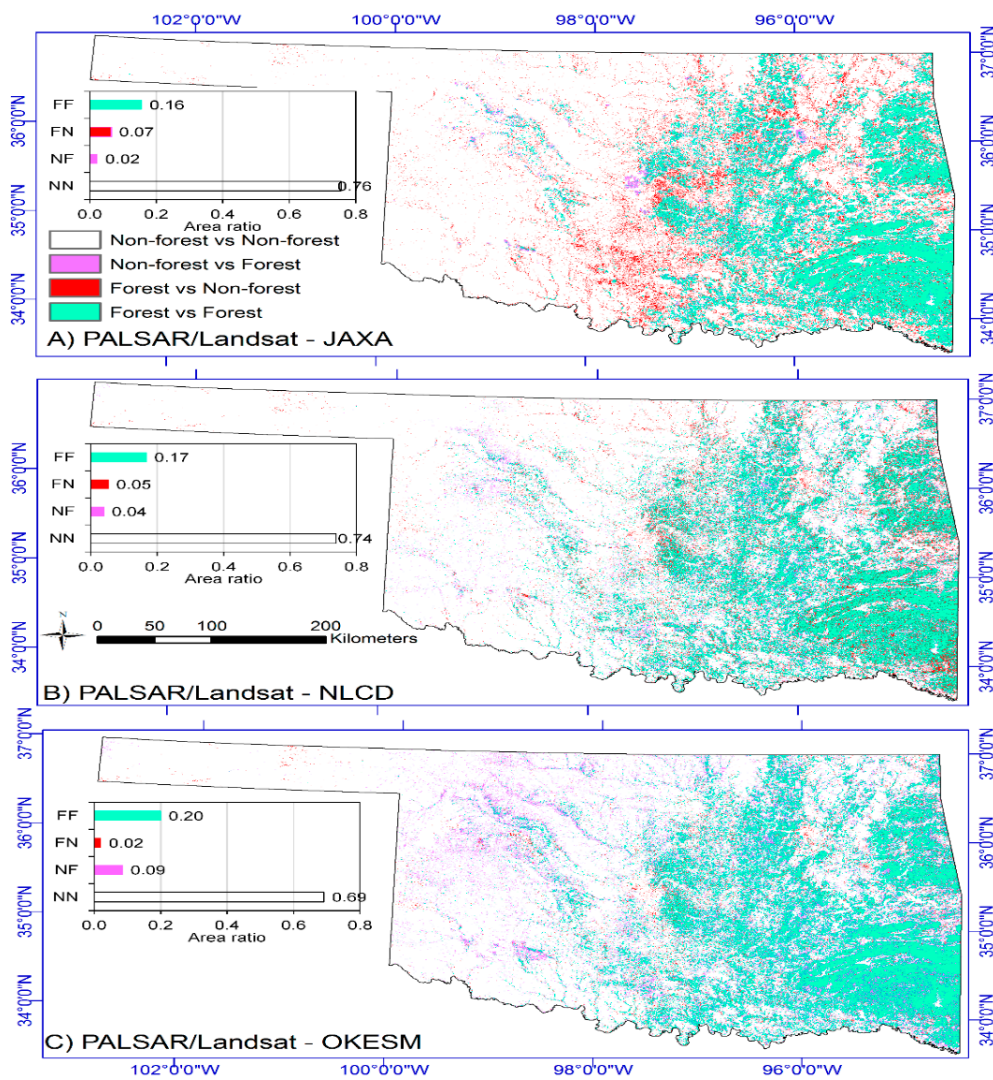 102°0'0"W 100°0'0"W 98°0'0"W 96°0'0"W
37°0'0"N
36°0'0"N
36°0'0"N
35°0'0"N
35°0'0"N
34°0'0"N
34°0'0"N
FF 0.16
FN 0.07
NF 0.02
NN 0.76
0.0 0.2 0.4 0.6 0.8
Area ratio
Non-forest vs Non-forest
Non-forest vs Forest
Forest vs Non-forest
Forest vs Forest
A) PALSAR/Landsat - JAXA
37°0'0"N
36°0'0"N
36°0'0"N
35°0'0"N
35°0'0"N
34°0'0"N
34°0'0"N
FF 0.17
FN 0.05
NF 0.04
NN 0.74
0.0 0.2 0.4 0.6 0.8
Area ratio
N
0 50 100 200
Kilometers
B) PALSAR/Landsat - NLCD
37°0'0"N
37°0'0"N
36°0'0"N
36°0'0"N
35°0'0"N
35°0'0"N
34°0'0"N
34°0'0"N
FF 0.20
FN 0.02
NF 0.09
NN 0.69
0.0 0.2 0.4 0.6 0.8
Area ratio
C) PALSAR/Landsat - OKESM
102°0'0"W 100°0'0"W 98°0'0"W 96°0'0"W